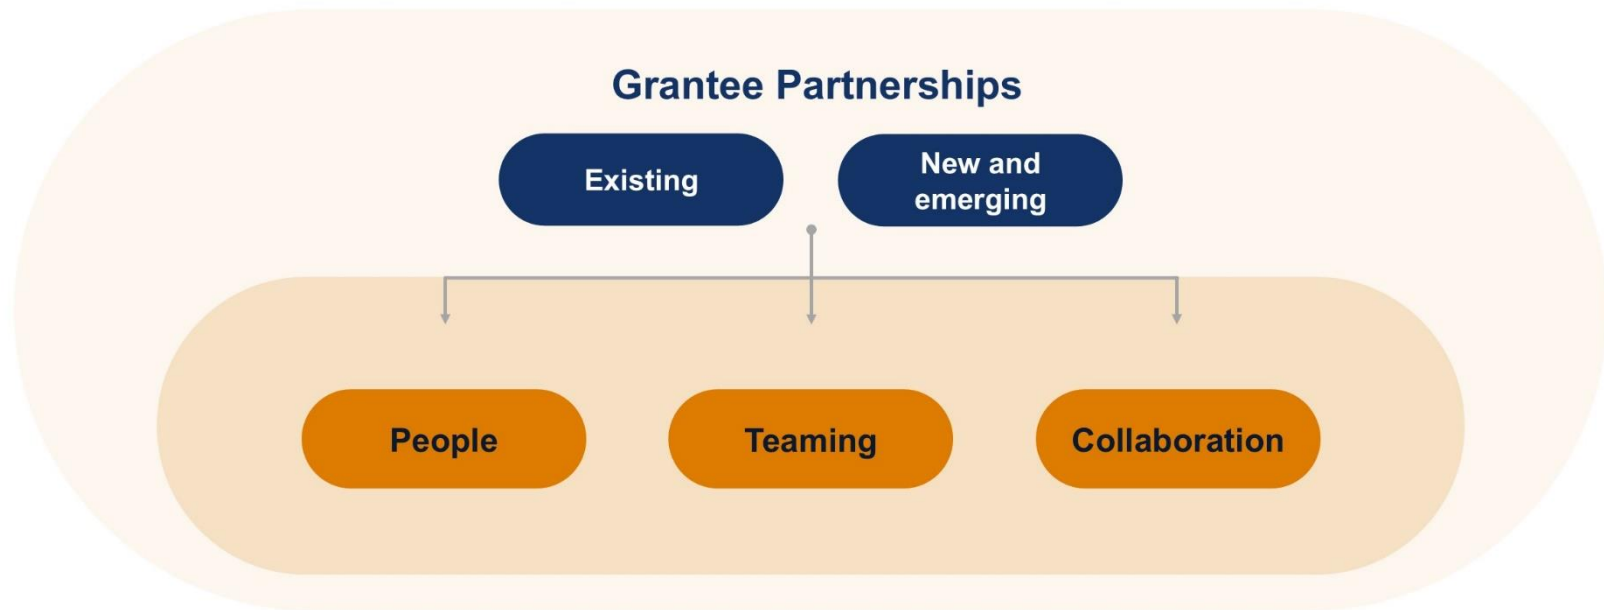 Grantee Partnerships
Existing
New and
emerging
People
Teaming
Collaboration